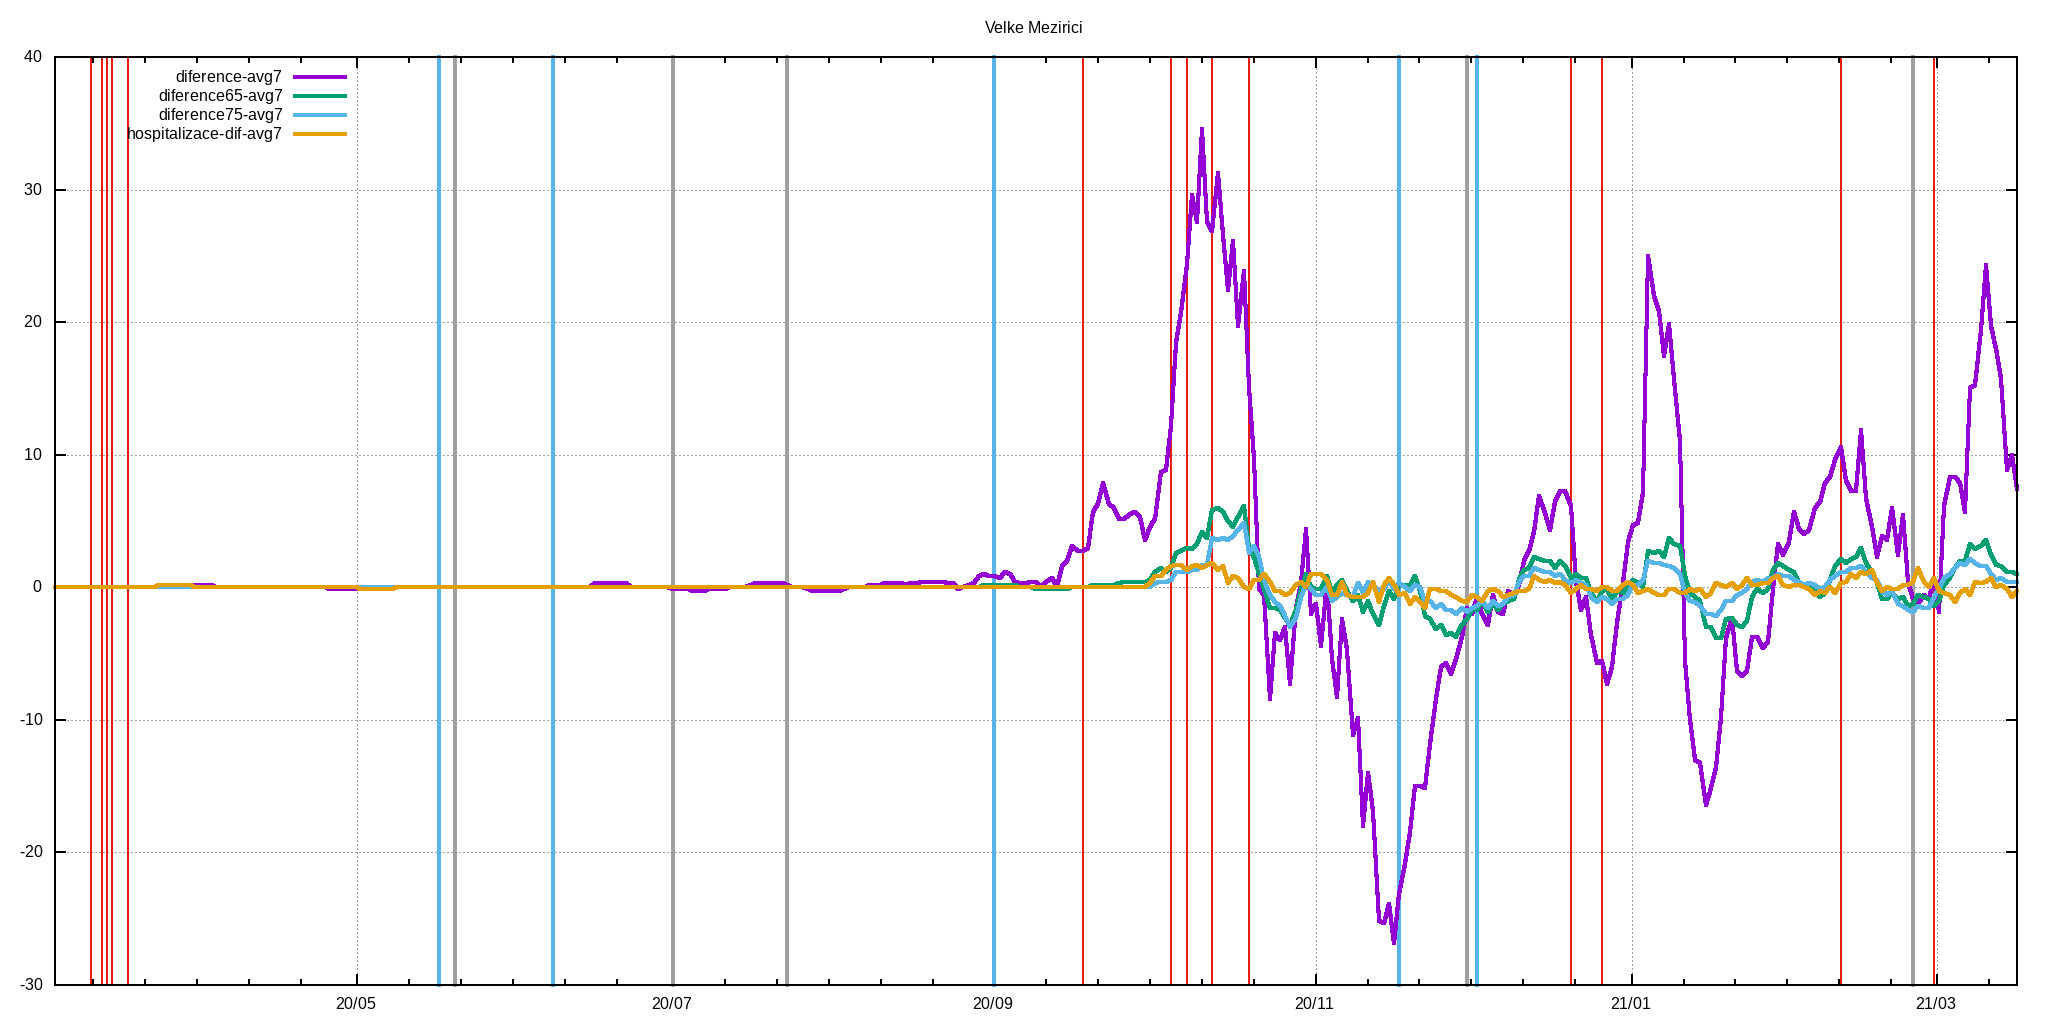 Velke Mezirici
40
30
20
10
0
-10
-20
-30
diference-avg7
diference65-avg7
diference75-avg7
hospitalizace-dif-avg7
20/05
20/07
20/09
20/11
21/01
21/03